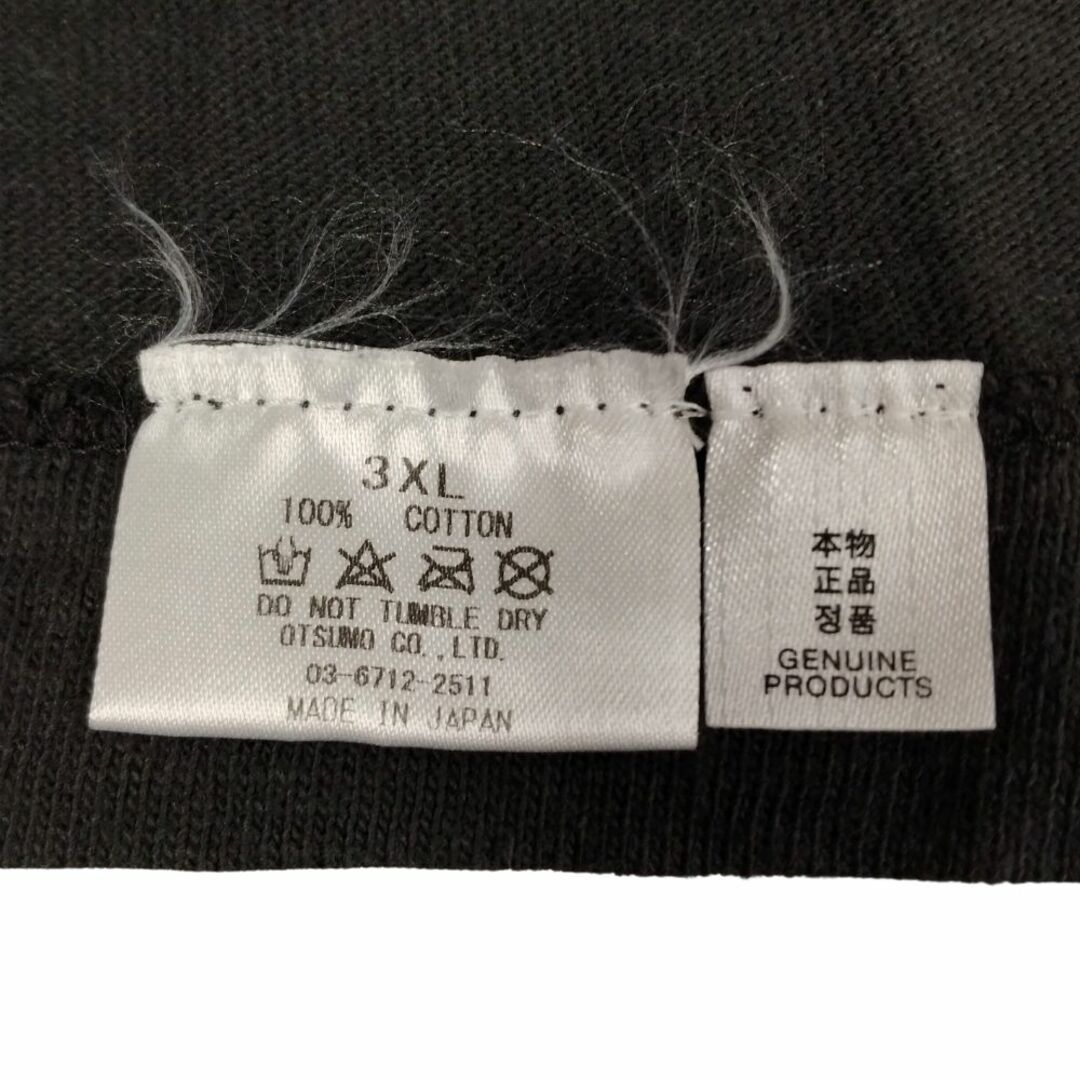 3XL
100% COTTON
DO NOT TUMBLE DRY
OTSUMO CO.,LTD.
03-6712-2511
MADE IN JAPAN
本物
正品
정품
GENUINE
PRODUCTS